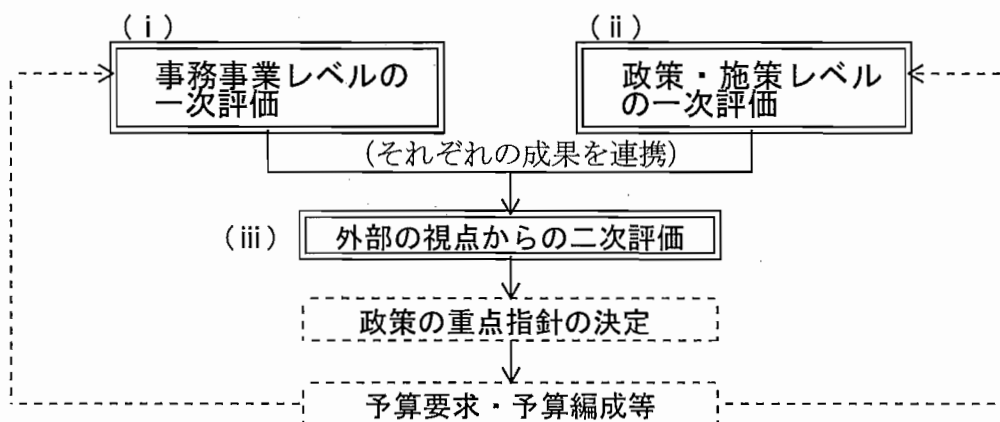 (ⅰ)
事務事業レベルの
一次評価
(ⅱ)
政策・施策レベル
の一次評価
(それぞれの成果を連携)
(ⅲ)
外部の視点からの二次評価
政策の重点指針の決定
予算要求・予算編成等